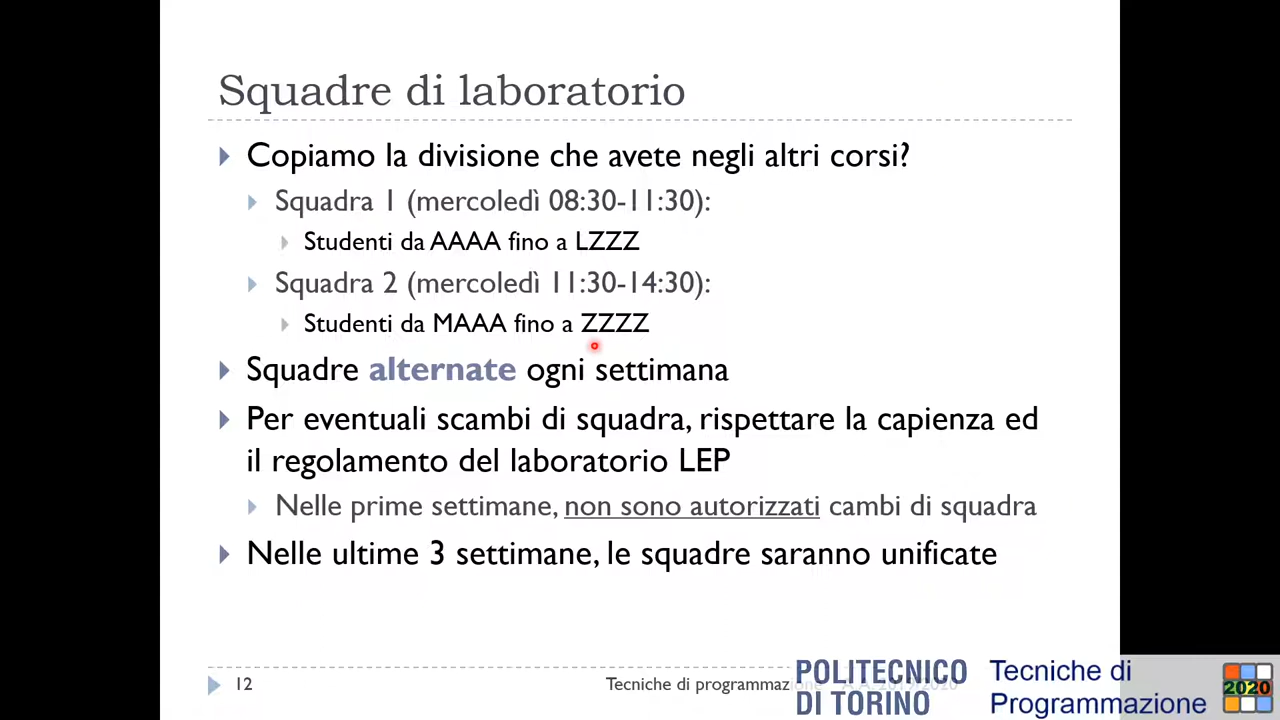 Squadre di laboratorio
Copiamo la divisione che avete negli altri corsi?
Squadra 1 (mercoledì 08:30-11:30):
Studenti da AAAA fino a LZZZ
Squadra 2 (mercoledì 11:30-14:30):
Studenti da MAAA fino a ZZZZ
Squadre alternate ogni settimana
Per eventuali scambi di squadra, rispettare la capienza ed
il regolamento del laboratorio LEP
Nelle prime settimane, non sono autorizzati cambi di squadra
Nelle ultime 3 settimane, le squadre saranno unificate
12
Tecniche di programmazione - A.A. 2019/2020
POLITECNICO
DI TORINO
Tecniche di
Programmazione
2020